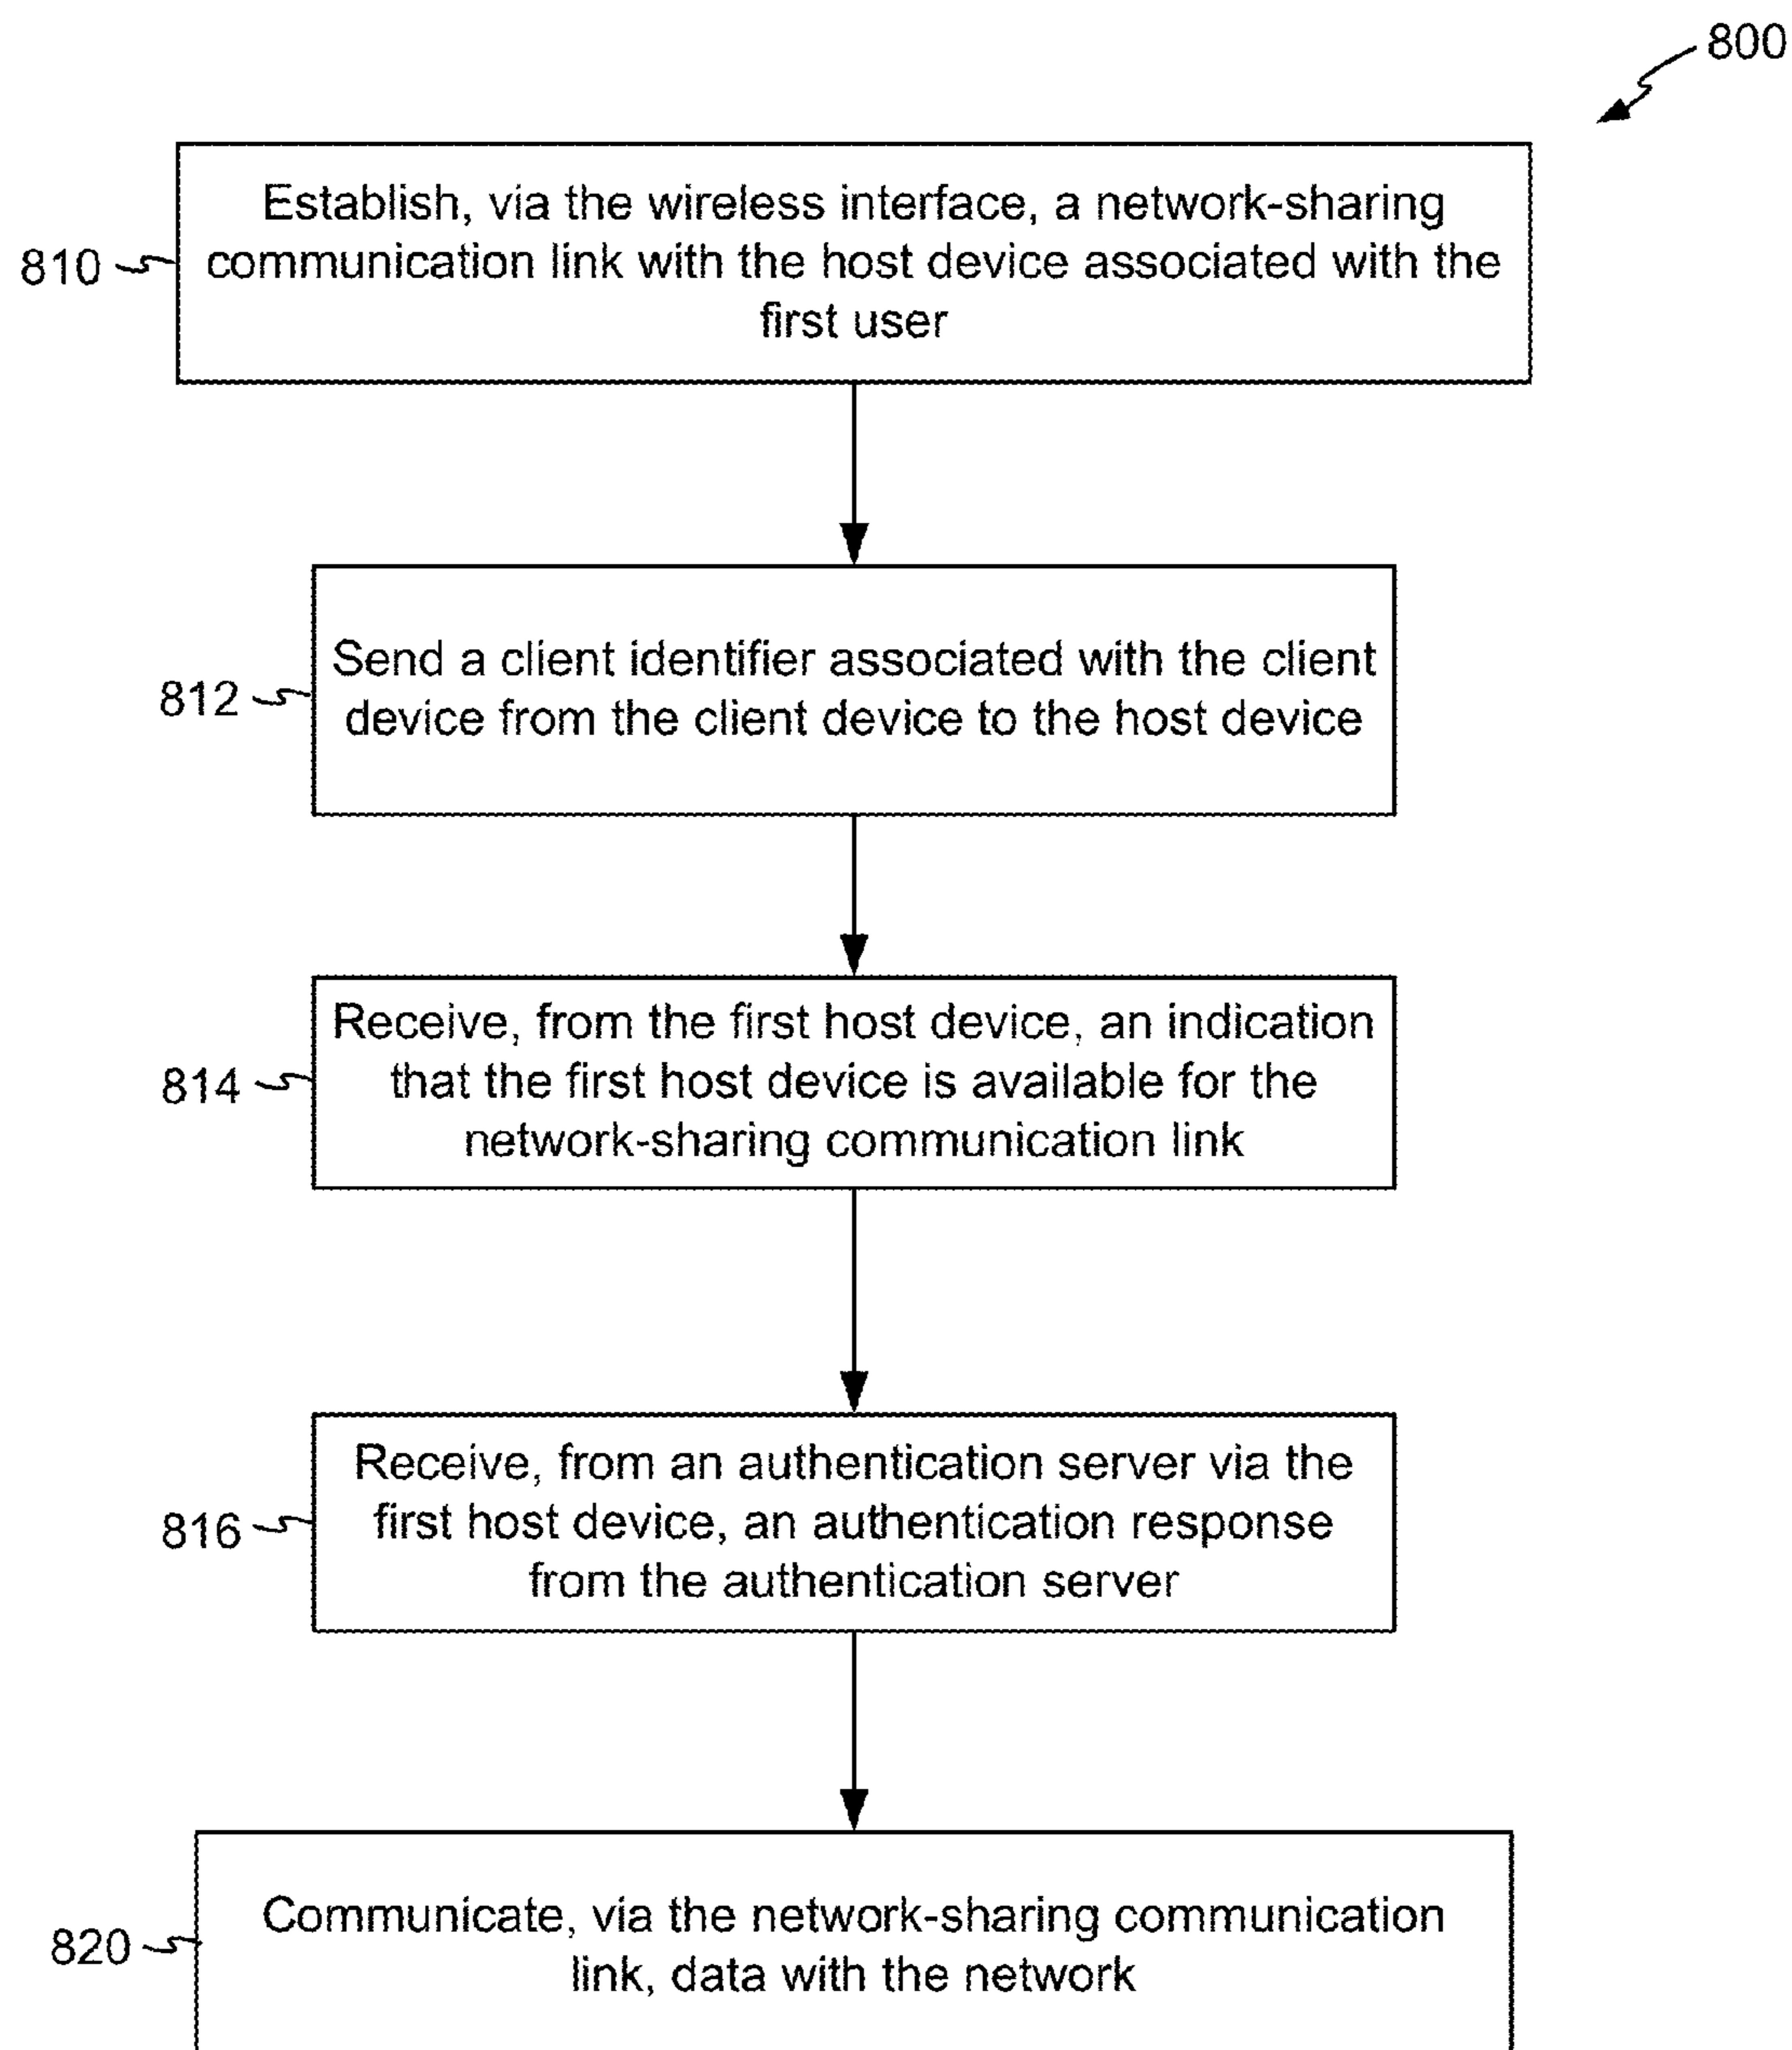 800
Establish, via the wireless interface, a network-sharing
communication link with the host device associated with the
first user
810
Send a client identifier associated with the client
device from the client device to the host device
812
Receive, from the first host device, an indication
that the first host device is available for the
network-sharing communication link
814
Receive, from an authentication server via the
first host device, an authentication response
from the authentication server
816
Communicate, via the network-sharing communication
link, data with the network
820